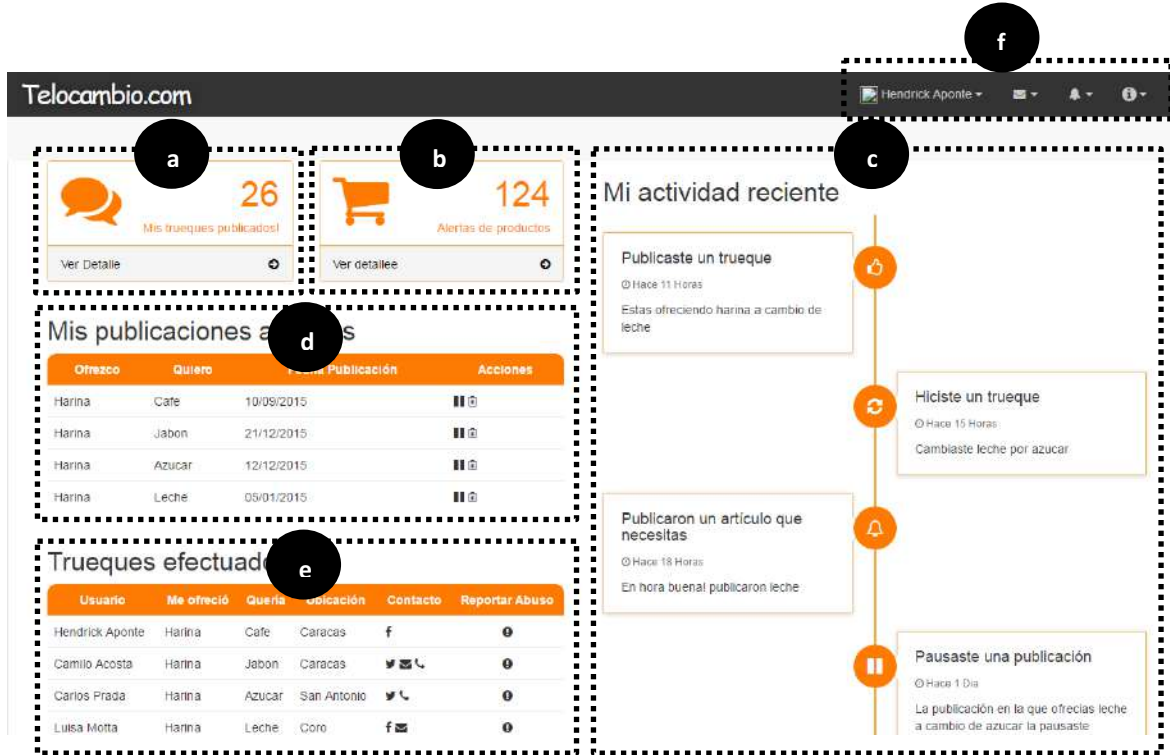 f
Telocambio.com
Hendrick Aponte
a
b
c
26
Mis trueques publicados!
Ver Detalle
124
Alertas de productos
Ver detallee
Mi actividad reciente
Publicaste un trueque
Hace 11 Horas
Estas ofreciendo harina a cambio de
leche
Hiciste un trueque
Hace 15 Horas
Cambiaste leche por azucar
Publicaron un artículo que
necesitas
Hace 18 Horas
En hora buena! publicaron leche
Pausaste una publicación
Hace 1 Dia
La publicación en la que ofrecias leche
a cambio de azucar la pausaste
d
Mis publicaciones
Ofrezco Quiero Publicación Acciones
Harina Cafe 10/09/2015
Harina Jabon 21/12/2015
Harina Azucar 12/12/2015
Harina Leche 05/01/2015
e
Trueques
Usuario Me ofreció Quería Ubicación Contacto Reportar Abuso
Hendrick Aponte Harina Cafe Caracas
Camilo Acosta Harina Jabon Caracas
Carlos Prada Harina Azucar San Antonio
Luisa Motta Harina Leche Coro